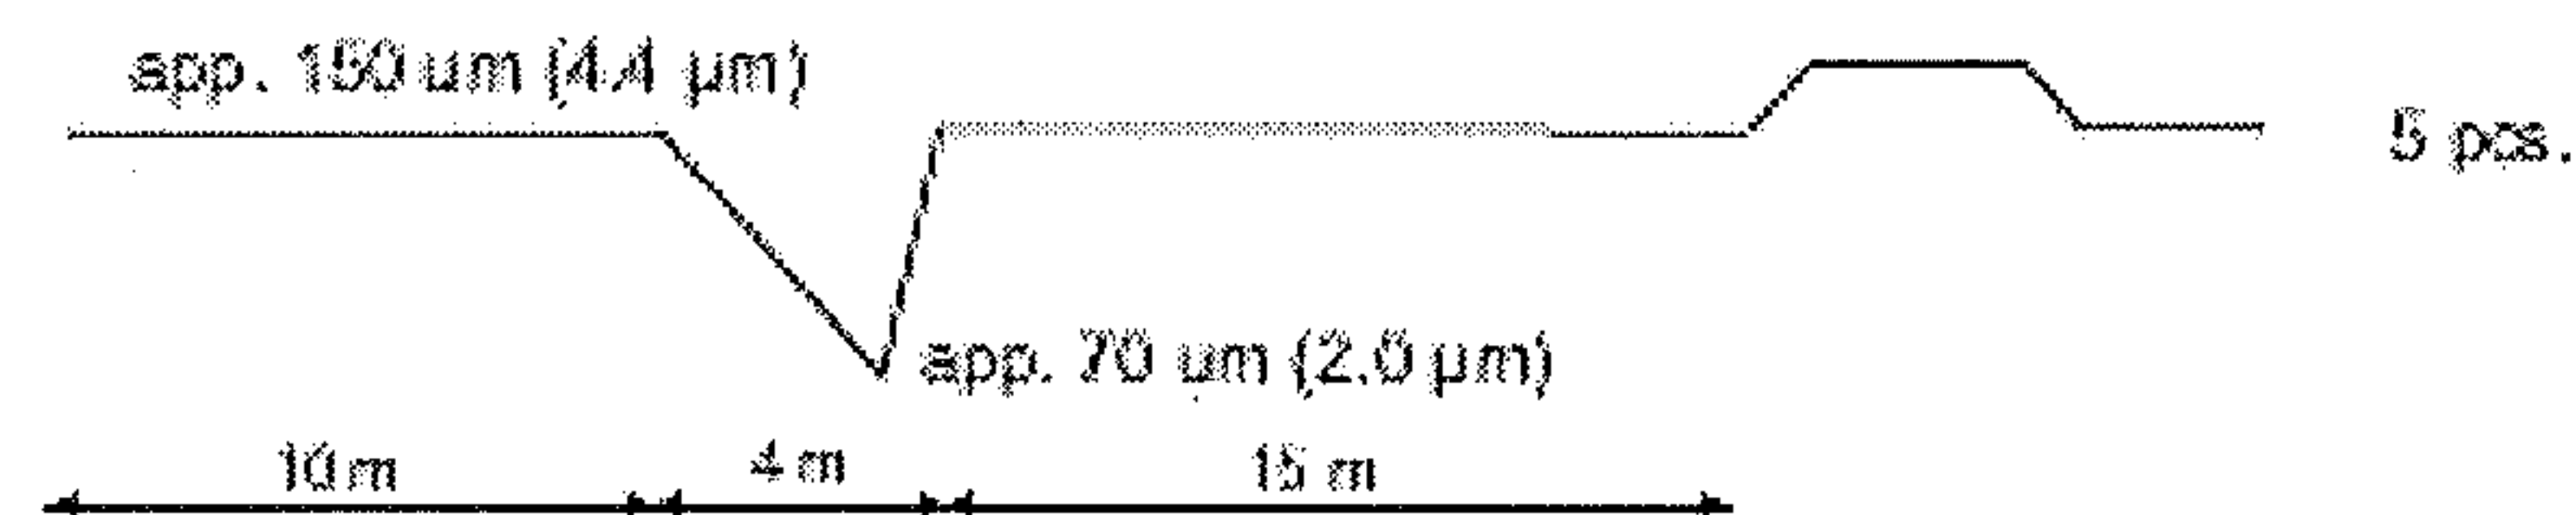 app. 150 um (4.4 µm)
5 pcs.
app. 70 um (2.0 µm)
10 m
4 m
15 m